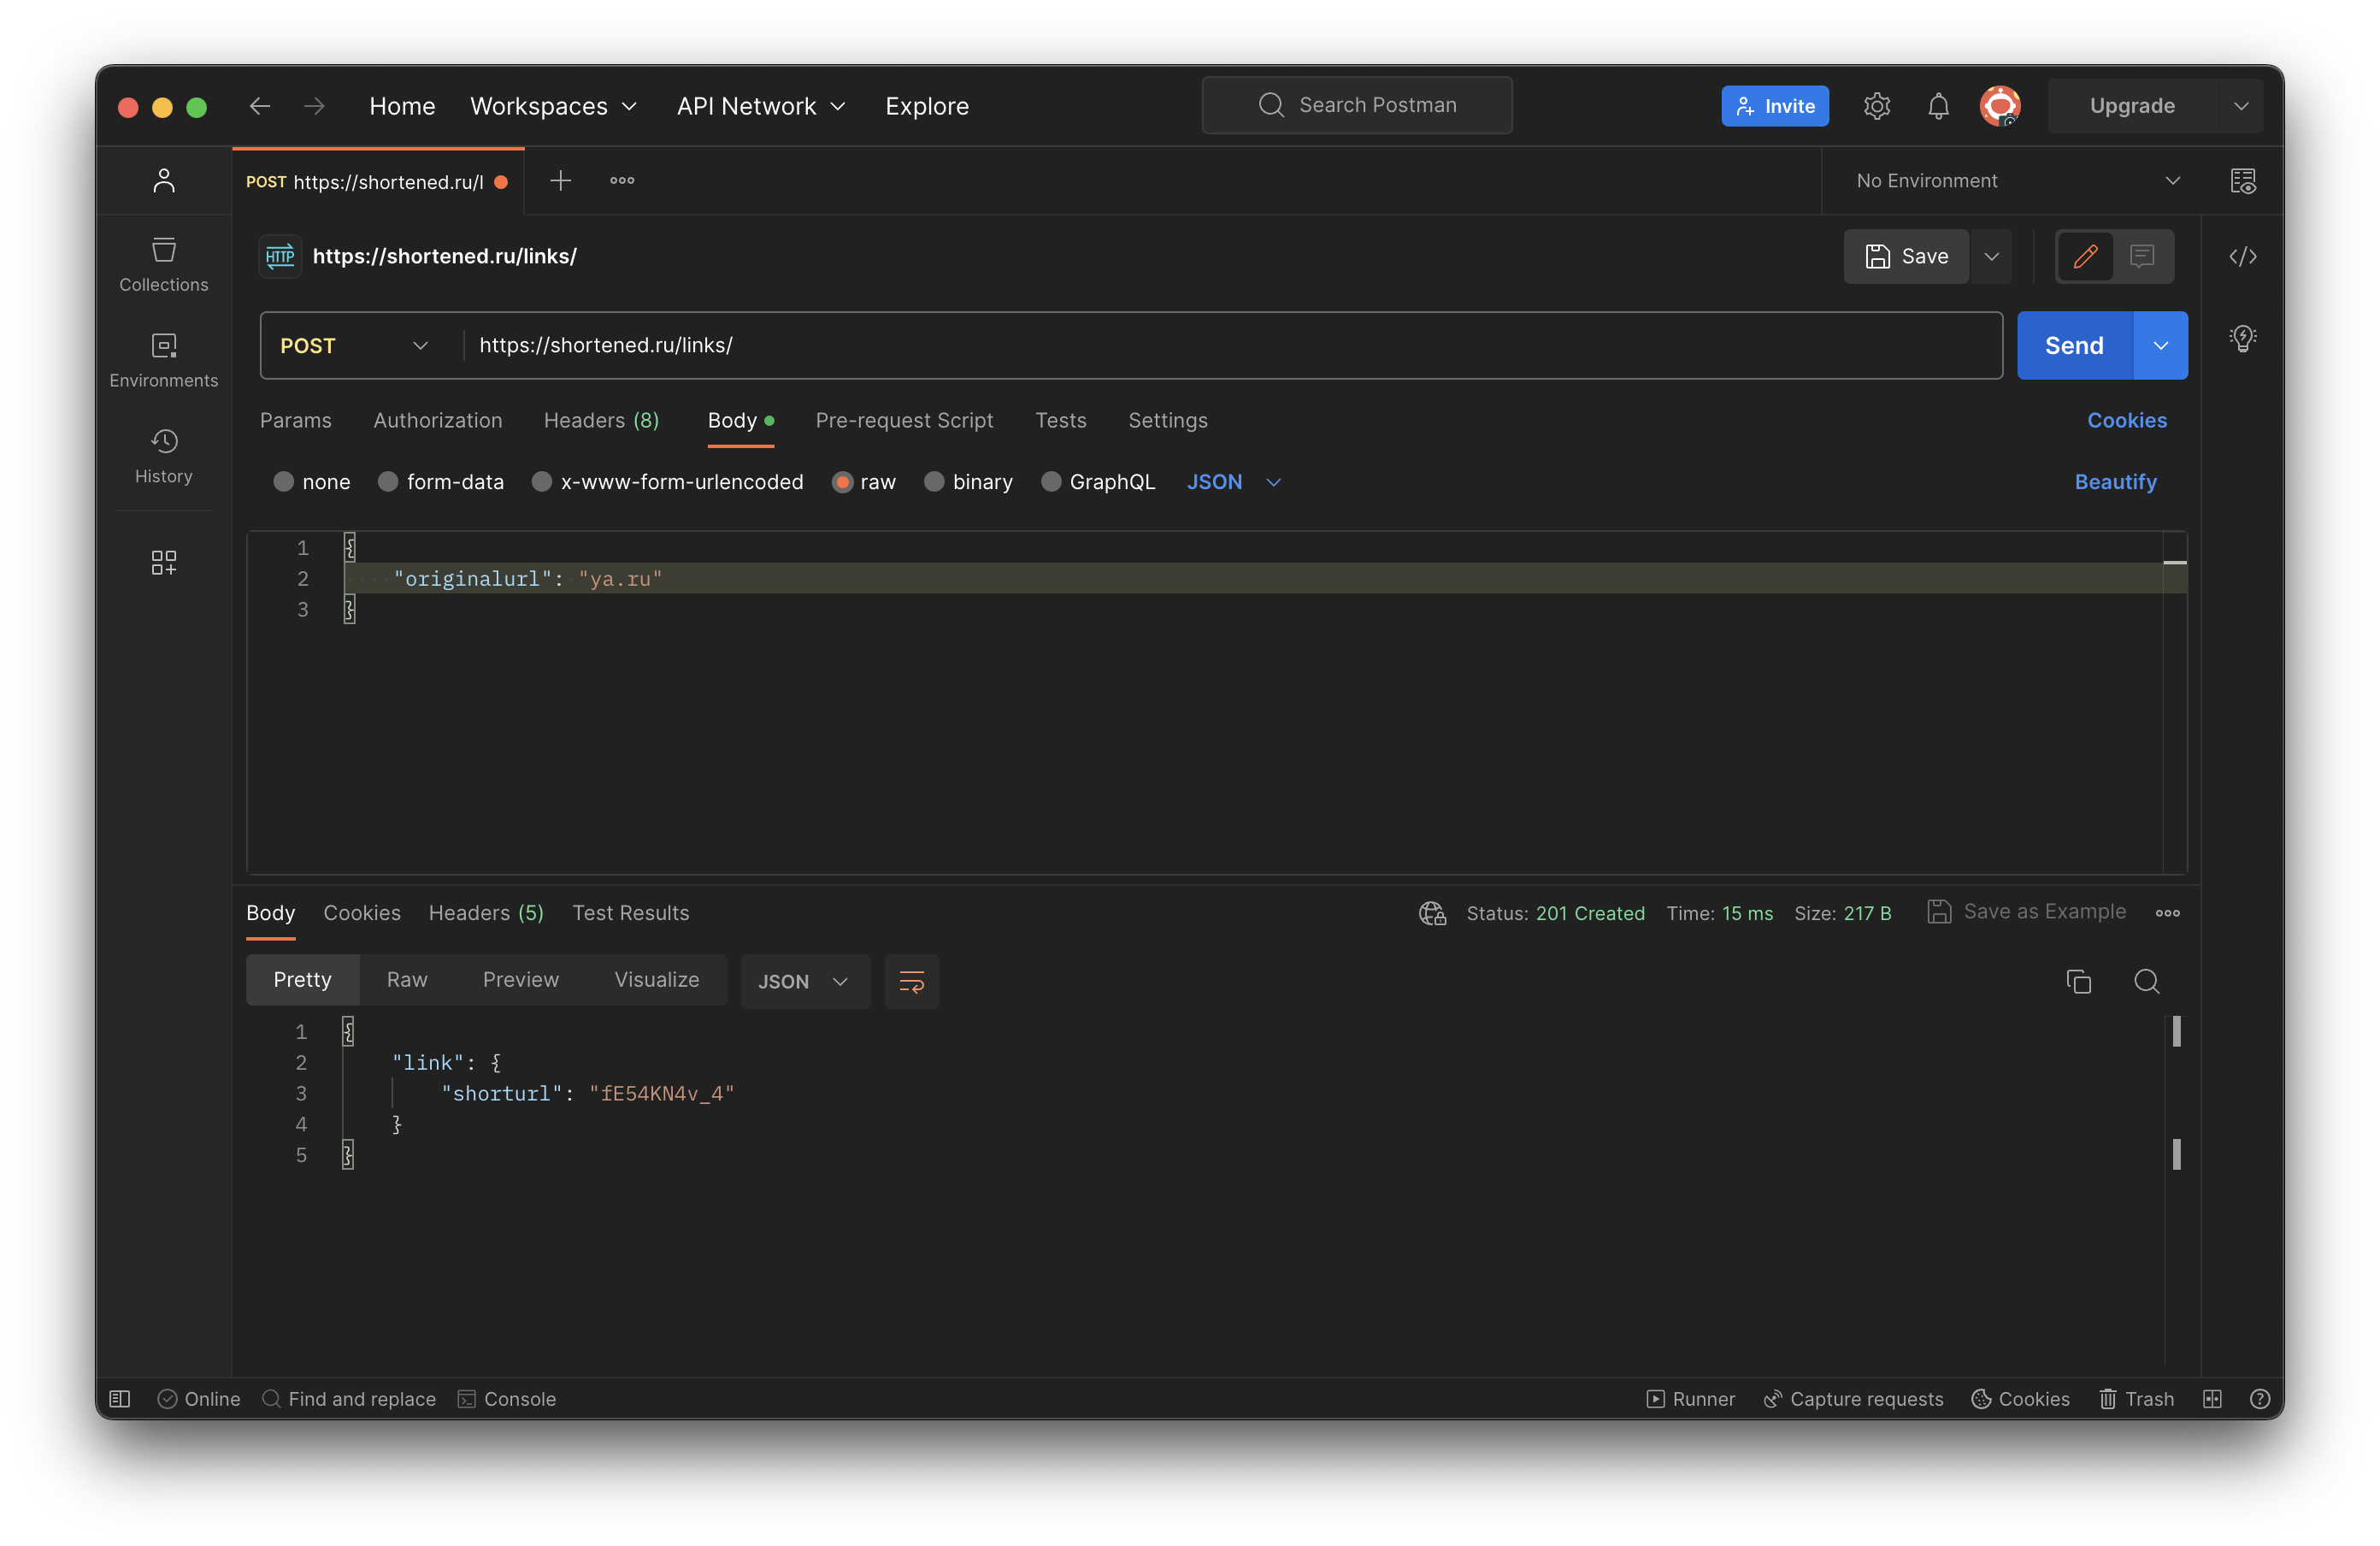 Home Workspaces API Network Explore Search Postman Invite Upgrade
POST https://shortened.ru/l No Environment
HTTP https://shortened.ru/links/ Save
Collections
POST https://shortened.ru/links/ Send
Environments
Params Authorization Headers (8) Body Pre-request Script Tests Settings Cookies
History
none form-data x-www-form-urlencoded raw binary GraphQL JSON Beautify
1 {
2 "originalurl": "ya.ru"
3 }
Body Cookies Headers (5) Test Results Status: 201 Created Time: 15 ms Size: 217 B Save as Example
Pretty Raw Preview Visualize JSON
1 {
2 "link": {
3 "shorturl": "fE54KN4v_4"
4 }
5 }
Online Find and replace Console Runner Capture requests Cookies Trash